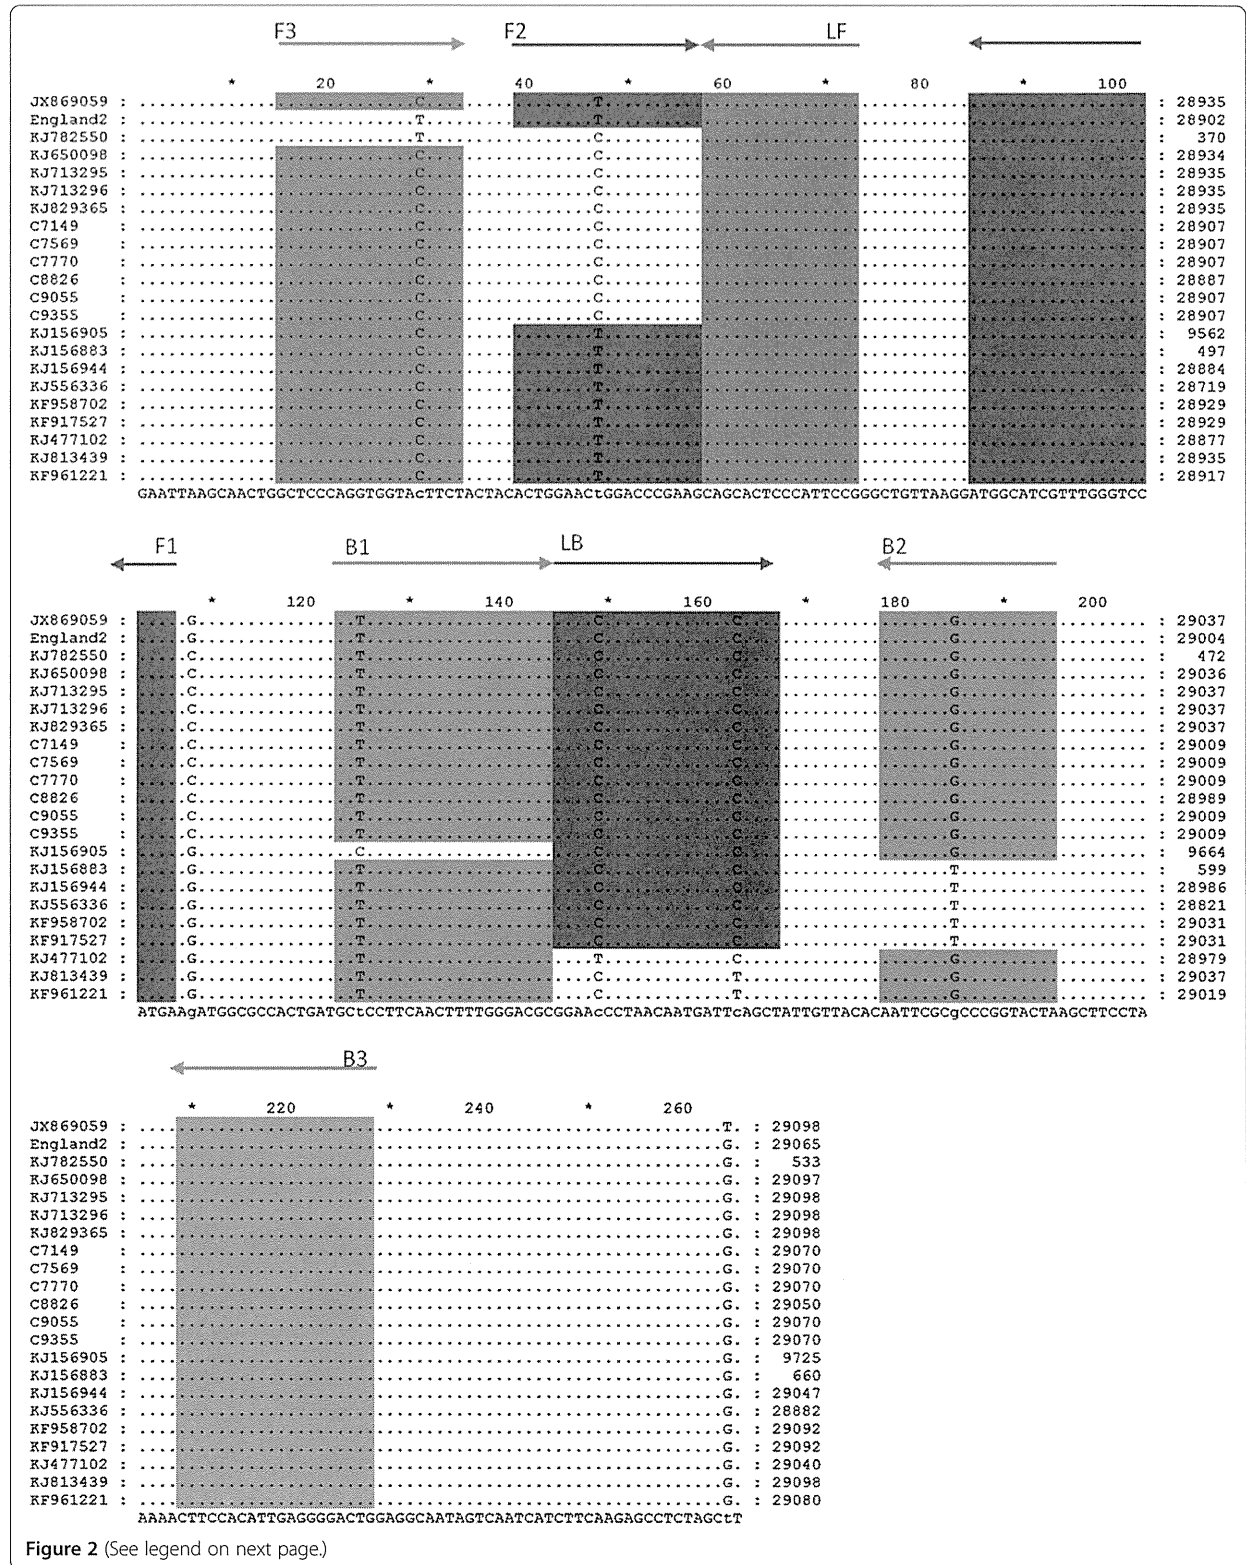 F3 F2 LF
* 20 * 40 * 60 * 80 * 100
JX869059 : ...C...T... : 28935
England2 : ...T...T... : 28902
KJ782550 : ...T...C... : 370
KJ650098 : ...C...C... : 28934
KJ713295 : ...C...C... : 28935
KJ713296 : ...C...C... : 28935
KJ829365 : ...C...C... : 28935
C7149 : ...C...C... : 28907
C7569 : ...C...C... : 28907
C7770 : ...C...C... : 28907
C8826 : ...C...C... : 28887
C9055 : ...C...C... : 28907
C9355 : ...C...C... : 28907
KJ156905 : ...C...T... : 9562
KJ156883 : ...C...T... : 497
KJ156944 : ...C...T... : 28884
KJ556336 : ...C...T... : 28719
KF958702 : ...C...T... : 28929
KF917527 : ...C...T... : 28929
KJ477102 : ...C...T... : 28877
KJ813439 : ...C...T... : 28935
KF961221 : ...C...T... : 28917
GAATTAAGCAACTGGCTCCCAGGTGGTAcTTCTACTACACTGGAACtGGACCCGAAGCAGCACTCCCATTCCGGGCTGTTAAGGATGGCATCGTTTGGGTCC
F1 B1 LB B2
* 120 * 140 * 160 * 180 * 200
JX869059 : ...G...T...C...C...G... : 29037
England2 : ...G...T...C...C...G... : 29004
KJ782550 : ...C...T...C...C...G... : 472
KJ650098 : ...C...T...C...C...G... : 29036
KJ713295 : ...C...T...C...C...G... : 29037
KJ713296 : ...C...T...C...C...G... : 29037
KJ829365 : ...C...T...C...C...G... : 29037
C7149 : ...C...T...C...C...G... : 29009
C7569 : ...C...T...C...C...G... : 29009
C7770 : ...C...T...C...C...G... : 29009
C8826 : ...C...T...C...C...G... : 28989
C9055 : ...C...T...C...C...G... : 29009
C9355 : ...C...T...C...C...G... : 29009
KJ156905 : ...G...C...C...C...G... : 9664
KJ156883 : ...G...T...C...C...T... : 599
KJ156944 : ...G...T...C...C...T... : 28986
KJ556336 : ...G...T...C...C...T... : 28821
KF958702 : ...G...T...C...C...T... : 29031
KF917527 : ...G...T...C...C...T... : 29031
KJ477102 : ...G...T...T...C...G... : 28979
KJ813439 : ...G...T...C...T...G... : 29037
KF961221 : ...G...T...C...T...G... : 29019
ATGAAgATGGCGCCACTGATGCtCCTTCAACTTTTGGGACGCGGAAcCCTAACAATGATTcAGCTATTGTTACACAATTCGCgCCCGGTACTAAGCTTCCTA
B3
* 220 * 240 * 260
JX869059 : ...T. : 29098
England2 : ...G. : 29065
KJ782550 : ...G. : 533
KJ650098 : ...G. : 29097
KJ713295 : ...G. : 29098
KJ713296 : ...G. : 29098
KJ829365 : ...G. : 29098
C7149 : ...G. : 29070
C7569 : ...G. : 29070
C7770 : ...G. : 29070
C8826 : ...G. : 29050
C9055 : ...G. : 29070
C9355 : ...G. : 29070
KJ156905 : ...G. : 9725
KJ156883 : ...G. : 660
KJ156944 : ...G. : 29047
KJ556336 : ...G. : 28882
KF958702 : ...G. : 29092
KF917527 : ...G. : 29092
KJ477102 : ...G. : 29040
KJ813439 : ...G. : 29098
KF961221 : ...G. : 29080
AAAACTTCCACATTGAGGGGACTGGAGGCAATAGTCAATCATCTTCAAGAGCCTCTAGCtT
Figure 2 (See legend on next page.)